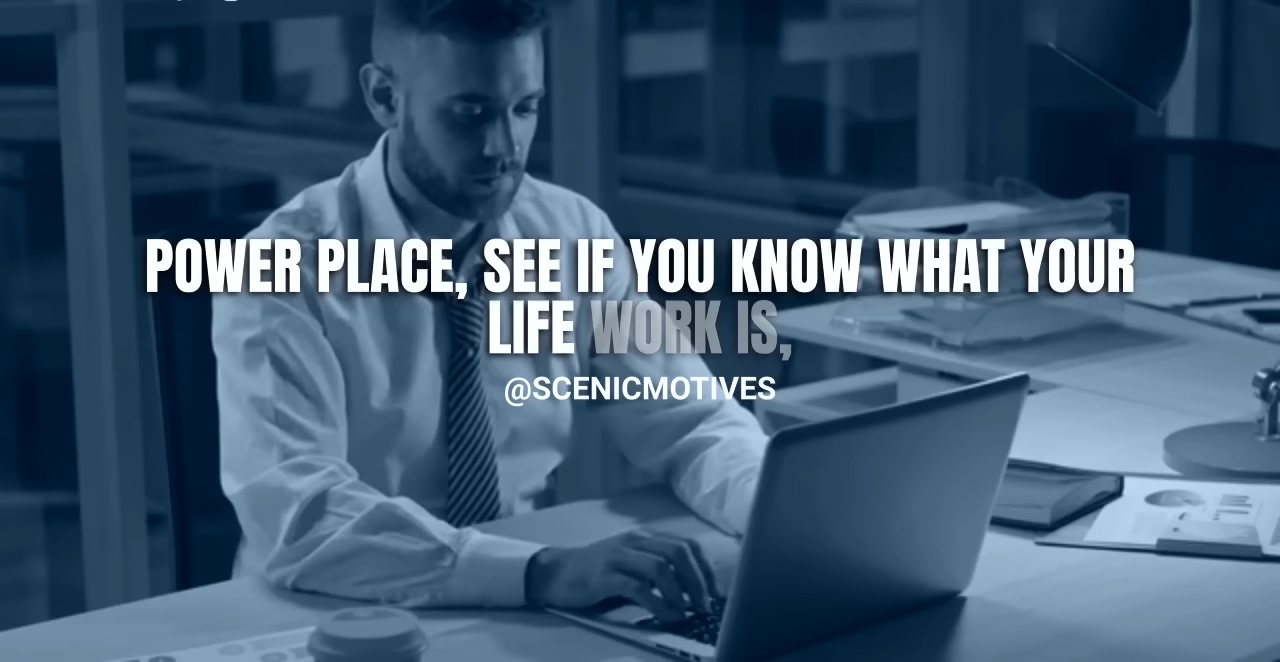 POWER PLACE, SEE IF YOU KNOW WHAT YOUR
LIFE WORK IS,
@SCENICMOTIVES